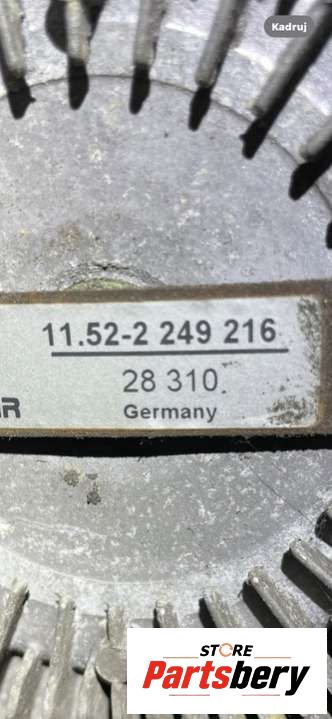 Kadruj
11.52-2 249 216
28 310
Germany
STORE
Partsbery